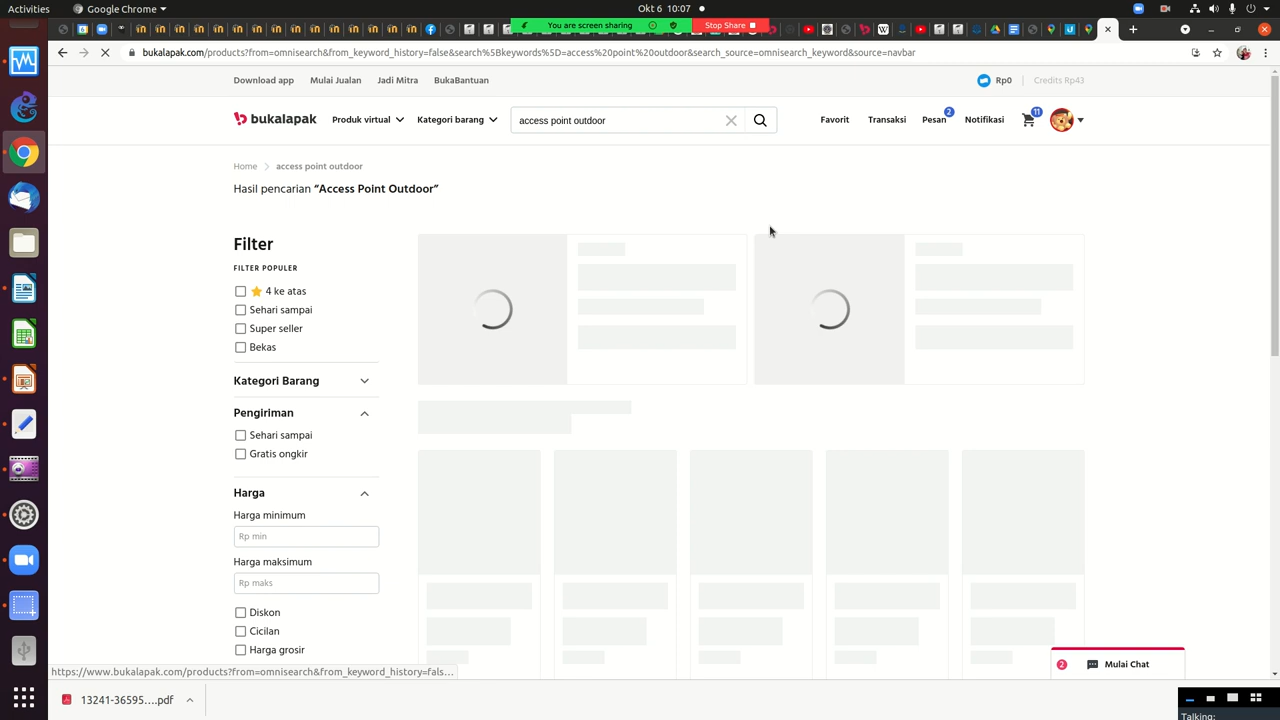 Activities
Google Chrome
Okt 6 10:07
You are screen sharing
Stop Share
bukalapak.com/products?from=omnisearch&from_keyword_history=false&search%5Bkeywords%5D=access%20point%20outdoor&search_source=omnisearch_keyword&source=navbar
Download app
Mulai Jualan
Jadi Mitra
BukaBantuan
Rp0
Credits Rp43
bukalapak
Produk virtual
Kategori barang
access point outdoor
Favorit
Transaksi
Pesan
2
Notifikasi
11
Home
access point outdoor
Hasil pencarian “Access Point Outdoor”
Filter
FILTER POPULER
4 ke atas
Sehari sampai
Super seller
Bekas
Kategori Barang
Pengiriman
Sehari sampai
Gratis ongkir
Harga
Harga minimum
Rp min
Harga maksimum
Rp maks
Diskon
Cicilan
Harga grosir
2
Mulai Chat
https://www.bukalapak.com/products?from=omnisearch&from_keyword_history=fals...
13241-36595....pdf
Talking: